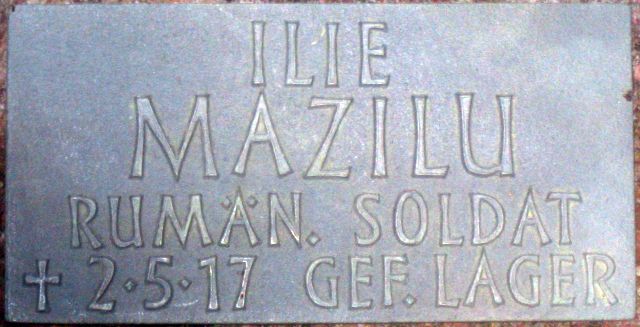 ILIE
MAZILU
RUMÄN. SOLDAT
† 2·5·17 GEF. LAGER